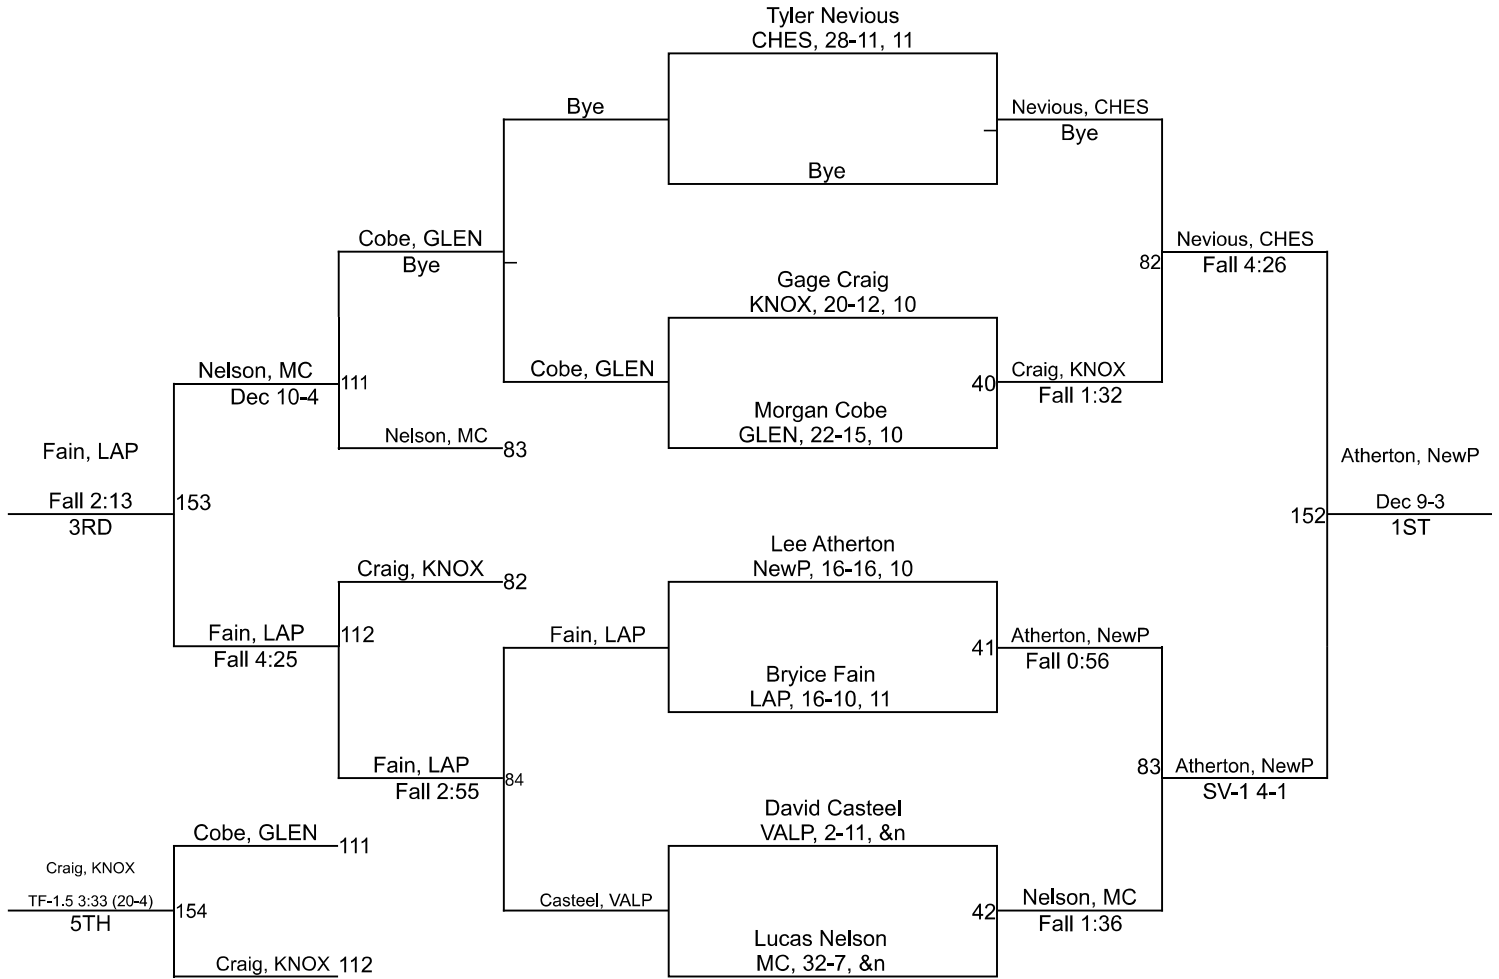 Tyler Nevious
CHES, 28-11, 11
Bye
Nevious, CHES
Bye
Bye
Cobe, GLEN
Bye
Nevious, CHES
82
Fall 4:26
Gage Craig
KNOX, 20-12, 10
Nelson, MC
111
Dec 10-4
Cobe, GLEN
40
Craig, KNOX
Fall 1:32
Morgan Cobe
GLEN, 22-15, 10
Nelson, MC
83
Fain, LAP
Fall 2:13
153
3RD
Atherton, NewP
152
Dec 9-3
1ST
Lee Atherton
NewP, 16-16, 10
Craig, KNOX
82
Fain, LAP
112
Fall 4:25
Fain, LAP
41
Atherton, NewP
Fall 0:56
Bryice Fain
LAP, 16-10, 11
Fain, LAP
84
Fall 2:55
83
Atherton, NewP
SV-1 4-1
David Casteel
VALP, 2-11, &n
Cobe, GLEN
111
Craig, KNOX
TF-1.5 3:33 (20-4)
154
5TH
Casteel, VALP
42
Nelson, MC
Fall 1:36
Lucas Nelson
MC, 32-7, &n
Craig, KNOX
112